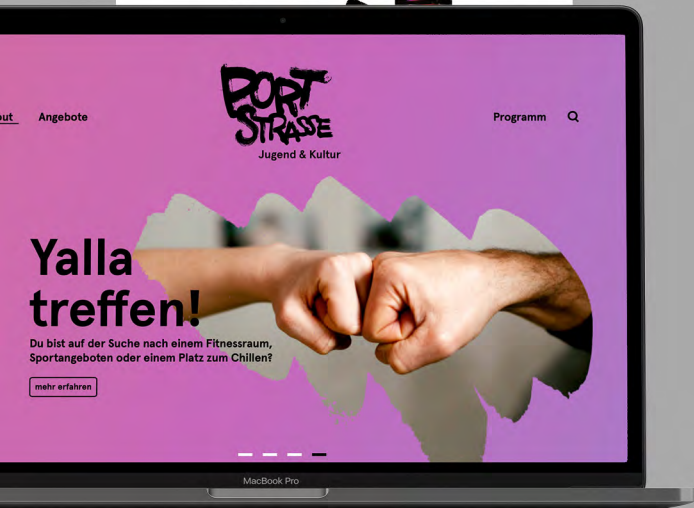 PORT
STRASSE
Jugend & Kultur
out
Angebote
Programm
Yalla
treffen!
Du bist auf der Suche nach einem Fitnessraum,
Sportangeboten oder einem Platz zum Chillen?
mehr erfahren
MacBook Pro